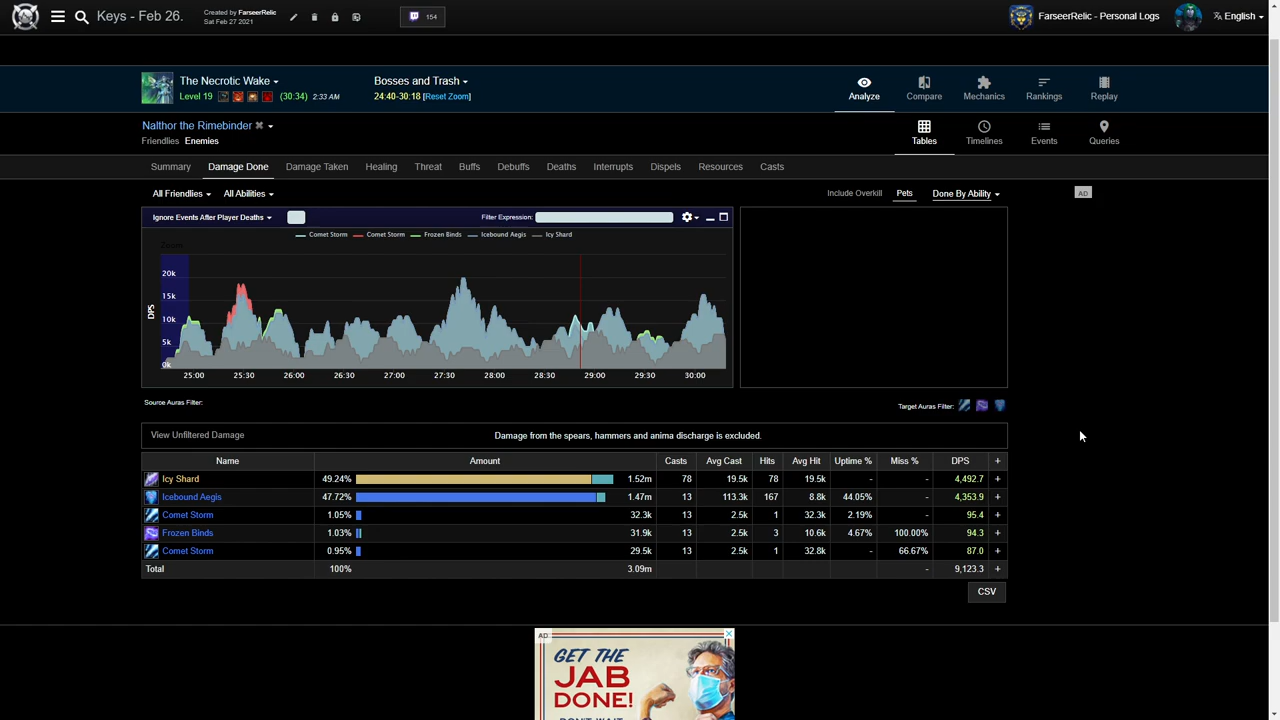 Keys - Feb 26.
Created by FarseerRelic
Sat Feb 27 2021
154
FarseerRelic - Personal Logs
English
The Necrotic Wake
Level 19 (30:34) 2:33 AM
Bosses and Trash
24:40-30:18 [Reset Zoom]
Analyze Compare Mechanics Rankings Replay
Nalthor the Rimebinder
Friendlies Enemies
Tables Timelines Events Queries
Summary Damage Done Damage Taken Healing Threat Buffs Debuffs Deaths Interrupts Dispels Resources Casts
All Friendlies All Abilities
Include Overkill Pets Done By Ability
AD
Ignore Events After Player Deaths
Filter Expression:
Comet Storm Comet Storm Frozen Binds Icebound Aegis Icy Shard
Zoom
20k
15k
10k
5k
0k
DPS
25:00 25:30 26:00 26:30 27:00 27:30 28:00 28:30 29:00 29:30 30:00
Source Auras Filter:
Target Auras Filter:
View Unfiltered Damage
Damage from the spears, hammers and anima discharge is excluded.
Name Amount Casts Avg Cast Hits Avg Hit Uptime % Miss % DPS +
Icy Shard 49.24% 1.52m 78 19.5k 78 19.5k - - 4,492.7 +
Icebound Aegis 47.72% 1.47m 13 113.3k 167 8.8k 44.05% - 4,353.9 +
Comet Storm 1.05% 32.3k 13 2.5k 1 32.3k 2.19% - 95.4 +
Frozen Binds 1.03% 31.9k 13 2.5k 3 10.6k 4.67% 100.00% 94.3 +
Comet Storm 0.95% 29.5k 13 2.5k 1 32.8k - 66.67% 87.0 +
Total 100% 3.09m - 9,123.3 +
CSV
AD
GET THE
JAB
DONE!
DON'T WAIT